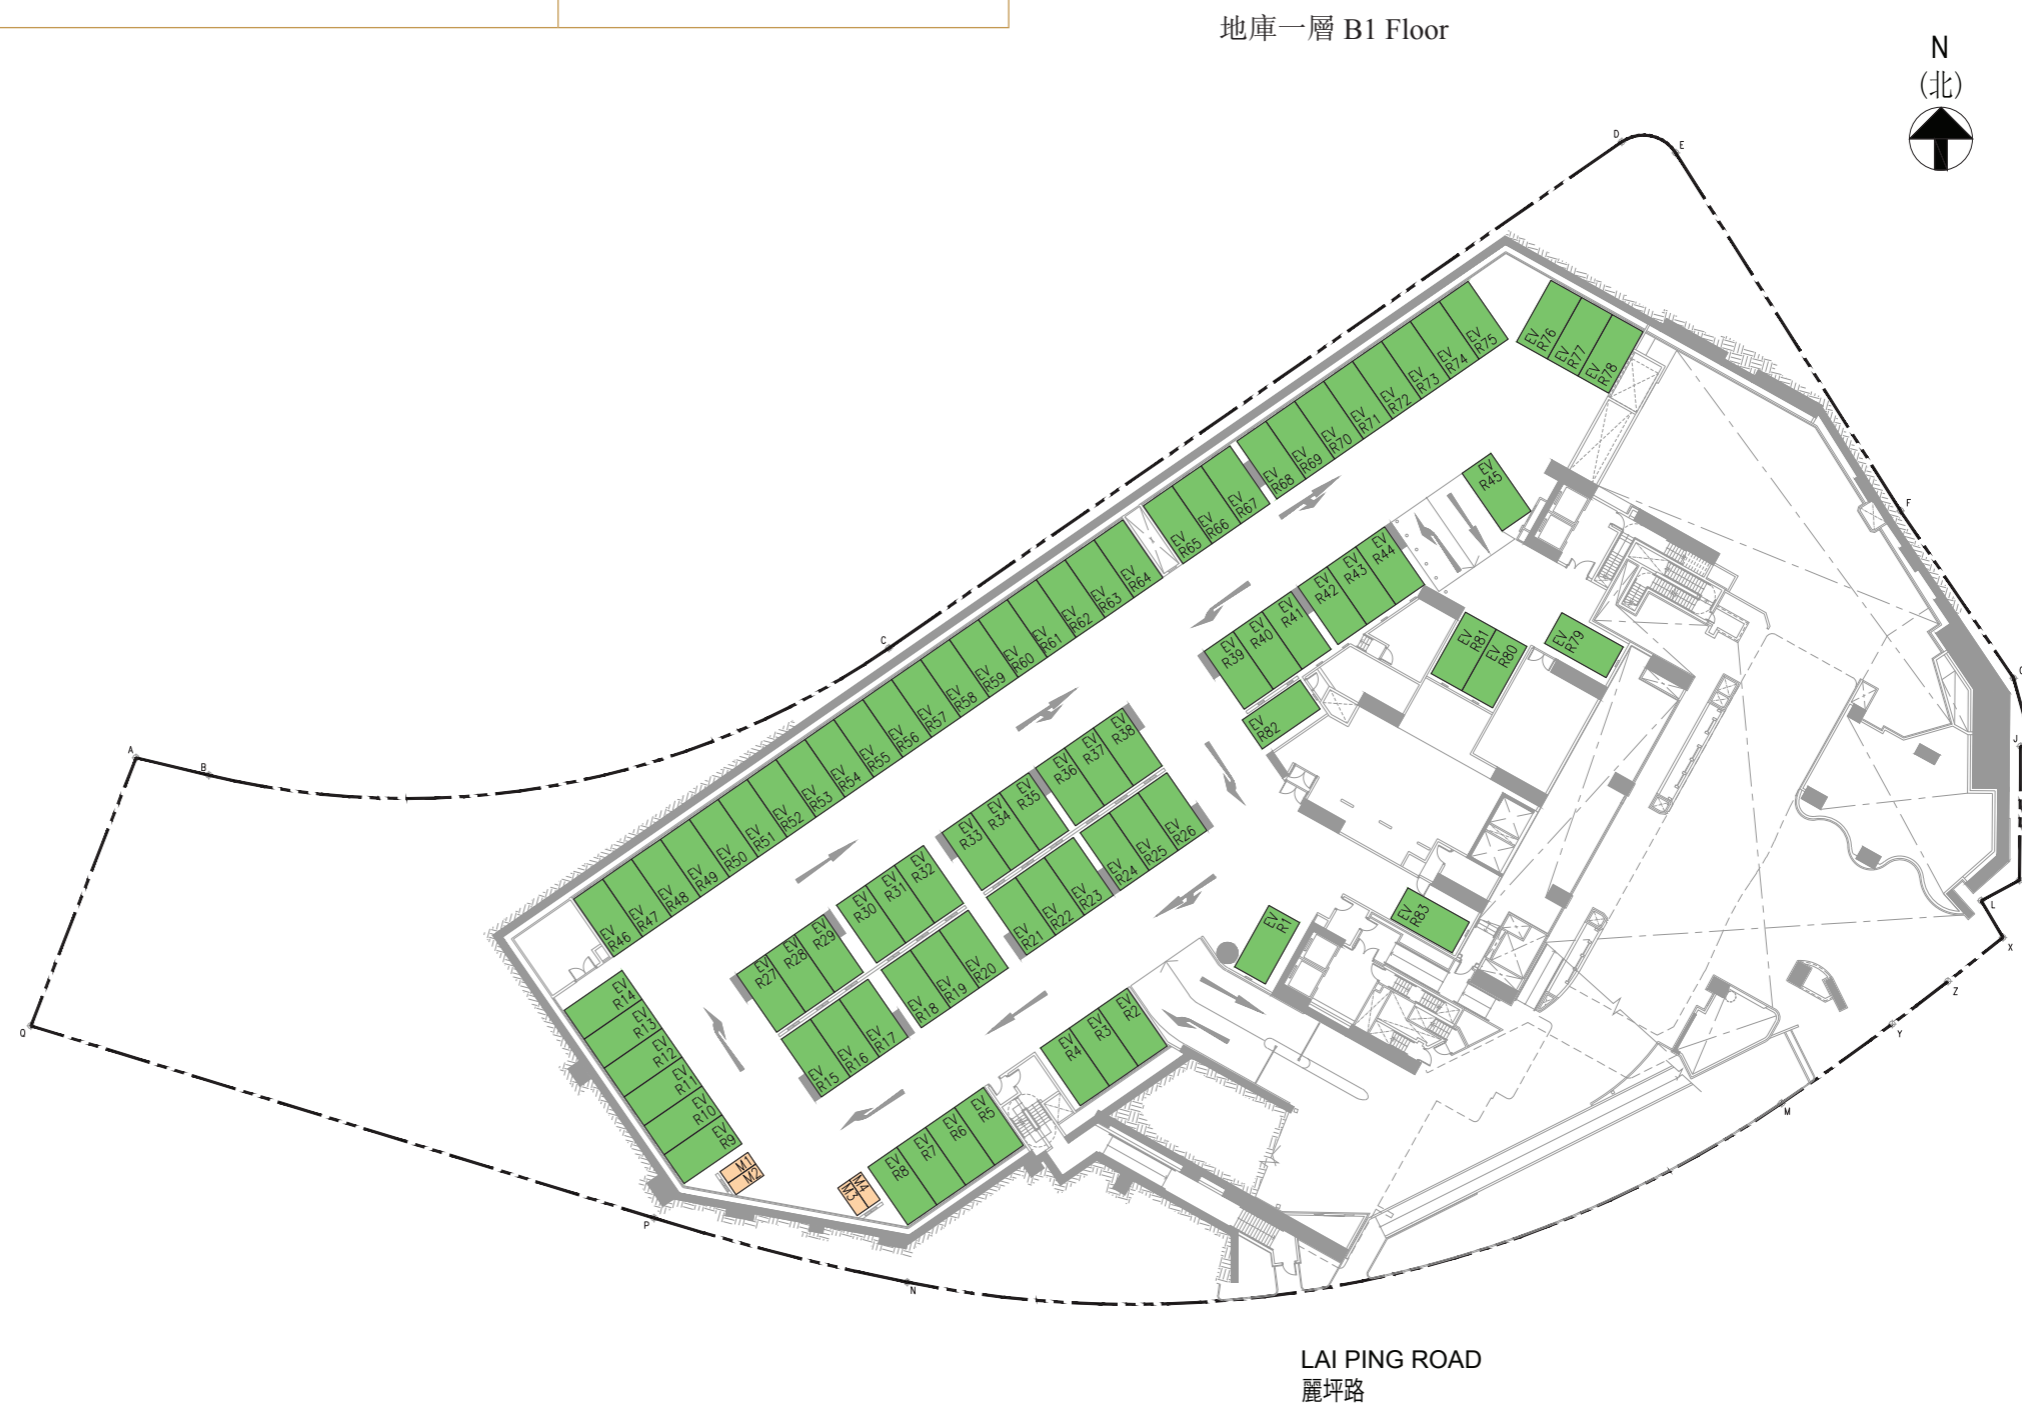 地庫一層 B1 Floor
N
(北)
D
E
F
C
A
B
J
L
X
Z
Y
M
Q
P
N
EV
R76
EV
R77
EV
R78
EV
R75
EV
R74
EV
R73
EV
R72
EV
R71
EV
R70
EV
R69
EV
R68
EV
R67
EV
R66
EV
R65
EV
R64
EV
R63
EV
R62
EV
R61
EV
R60
EV
R59
EV
R58
EV
R57
EV
R56
EV
R55
EV
R54
EV
R53
EV
R52
EV
R51
EV
R50
EV
R49
EV
R48
EV
R47
EV
R46
EV
R45
EV
R44
EV
R43
EV
R42
EV
R41
EV
R40
EV
R39
EV
R82
EV
R81
EV
R80
EV
R79
EV
R38
EV
R37
EV
R36
EV
R35
EV
R34
EV
R33
EV
R32
EV
R31
EV
R30
EV
R29
EV
R28
EV
R27
EV
R26
EV
R25
EV
R24
EV
R23
EV
R22
EV
R21
EV
R20
EV
R19
EV
R18
EV
R17
EV
R16
EV
R15
EV
R83
EV
R1
EV
R2
EV
R3
EV
R4
EV
R5
EV
R6
EV
R7
EV
R8
EV
R14
EV
R13
EV
R12
EV
R11
EV
R10
EV
R9
M1
M2
M4
M3
LAI PING ROAD
麗坪路